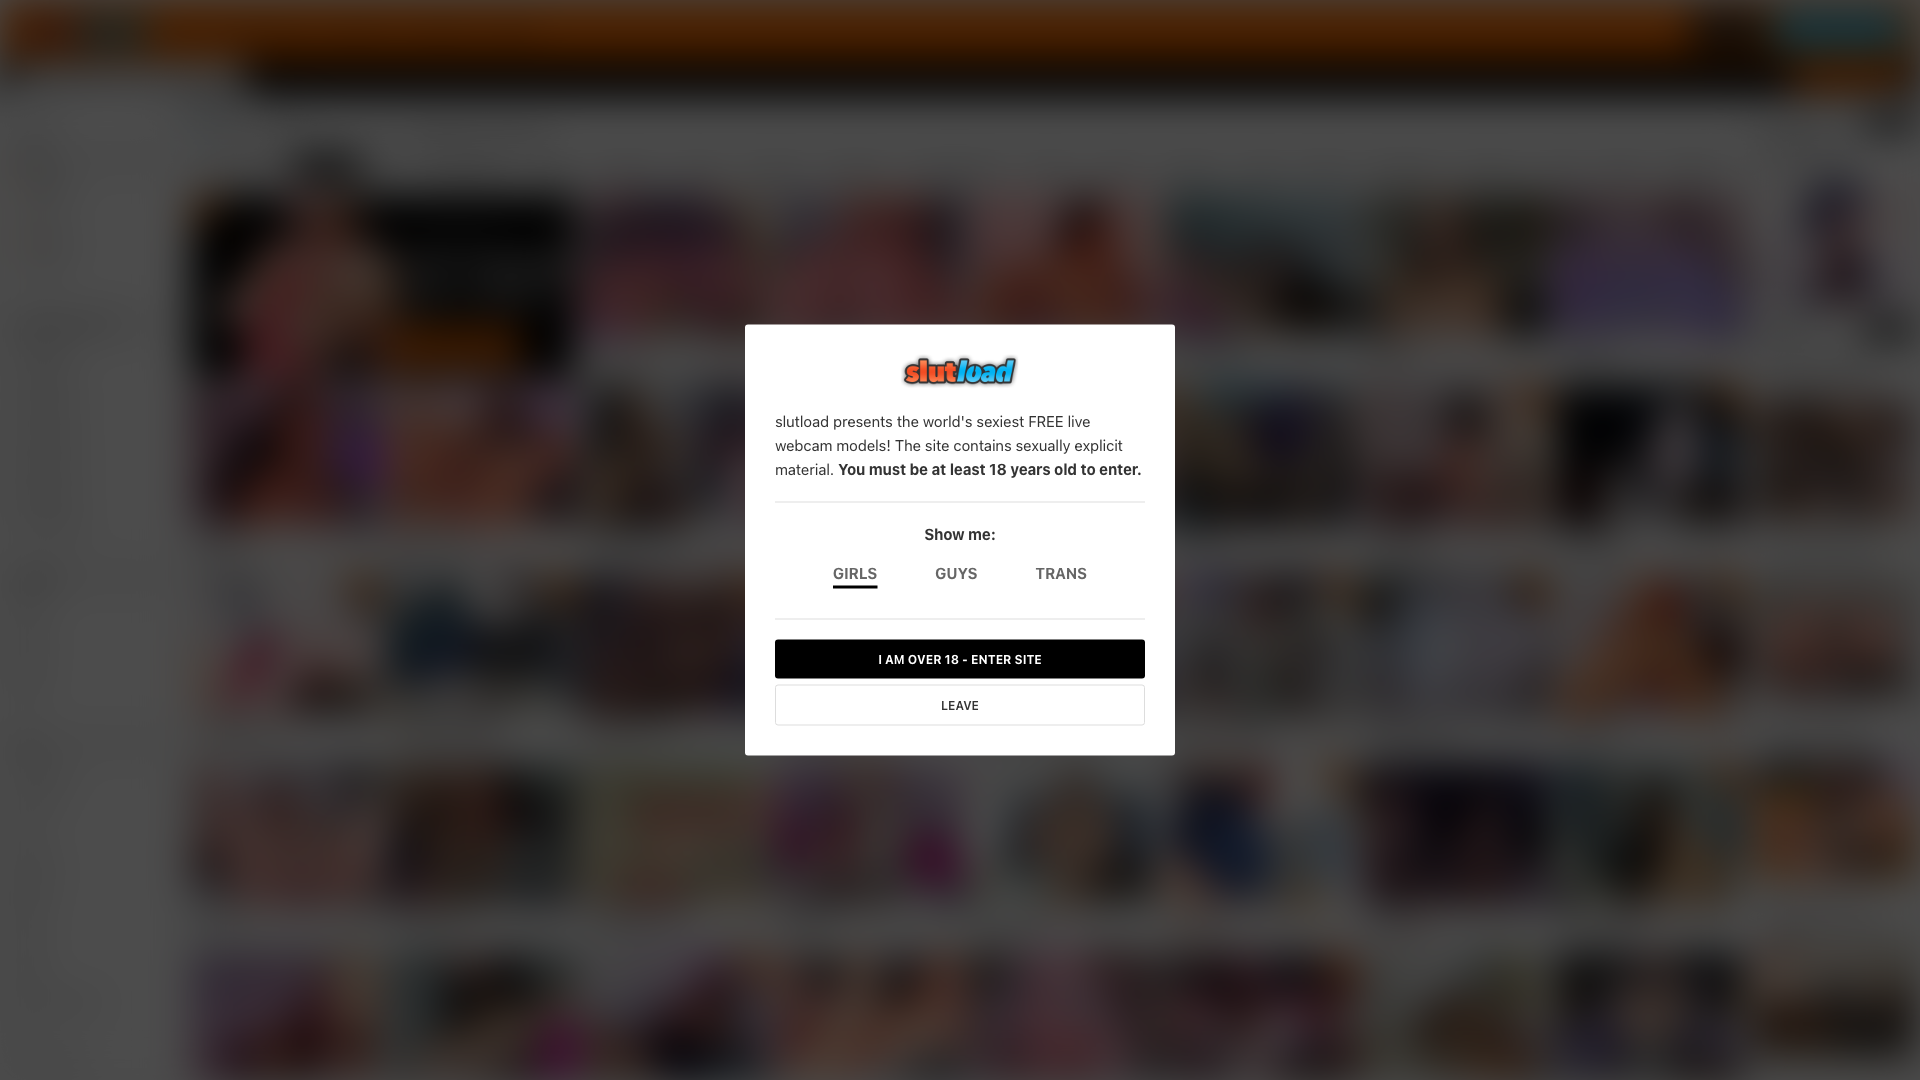 slutload
slutload presents the world's sexiest FREE live
webcam models! The site contains sexually explicit
material. You must be at least 18 years old to enter.
Show me:
GIRLS GUYS TRANS
I AM OVER 18 - ENTER SITE
LEAVE